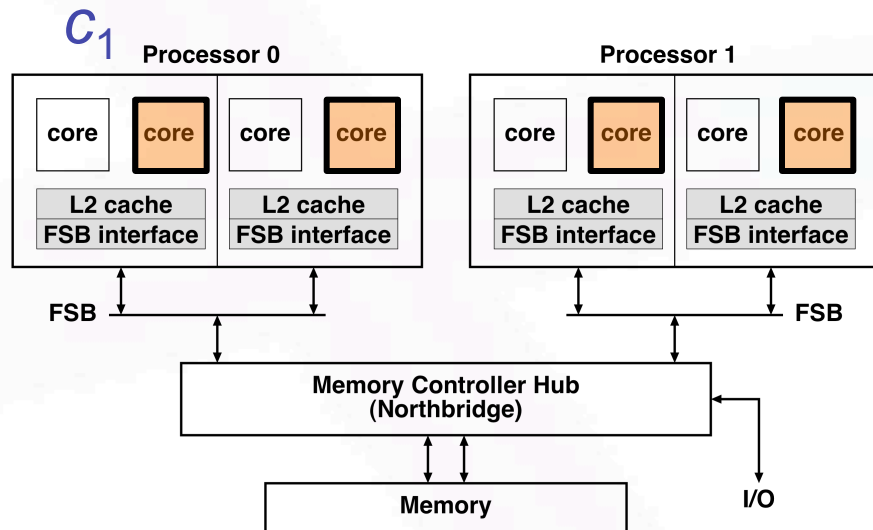 c1
Processor 0
Processor 1
core core core core
core core core core
L2 cache L2 cache
L2 cache L2 cache
FSB interface FSB interface
FSB interface FSB interface
FSB
FSB
Memory Controller Hub
(Northbridge)
Memory
I/O